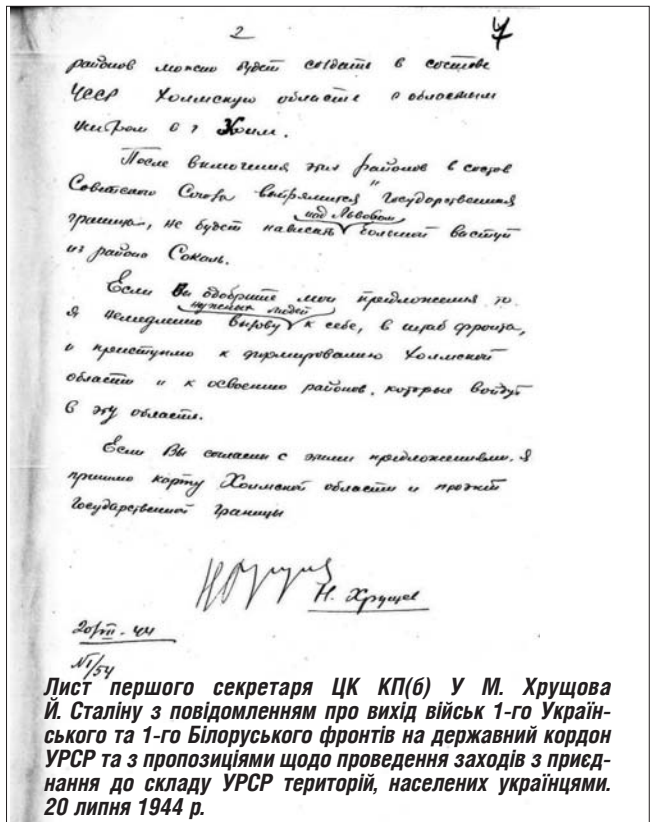 2
районов можно будет создать в составе
УССР Холмскую область с областным
центром в г Холм.
После включения этих районов в состав
Советского Союза выпрямится Государственная
граница, не будет нависать над Львовом большой выступ
из района Сокаль.
Если Вы одобрите мои предложения то
я немедленно вызову нужных людей к себе, в штаб фронта,
и приступлю к формированию Холмской
области и к освоению районов, которые войдут
в эту область.
Если Вы согласны с этими предложениями. Я
пришлю карту Холмской области и проэкт
Государственной границы
Н. Хрущев
20/VII-44
№1/54
Лист першого секретаря ЦК КП(б) У М. Хрущова
Й. Сталіну з повідомленням про вихід військ 1-го Україн-
ського та 1-го Білоруського фронтів на державний кордон
УРСР та з пропозиціями щодо проведення заходів з приєд-
нання до складу УРСР територій, населених українцями.
20 липня 1944 р.